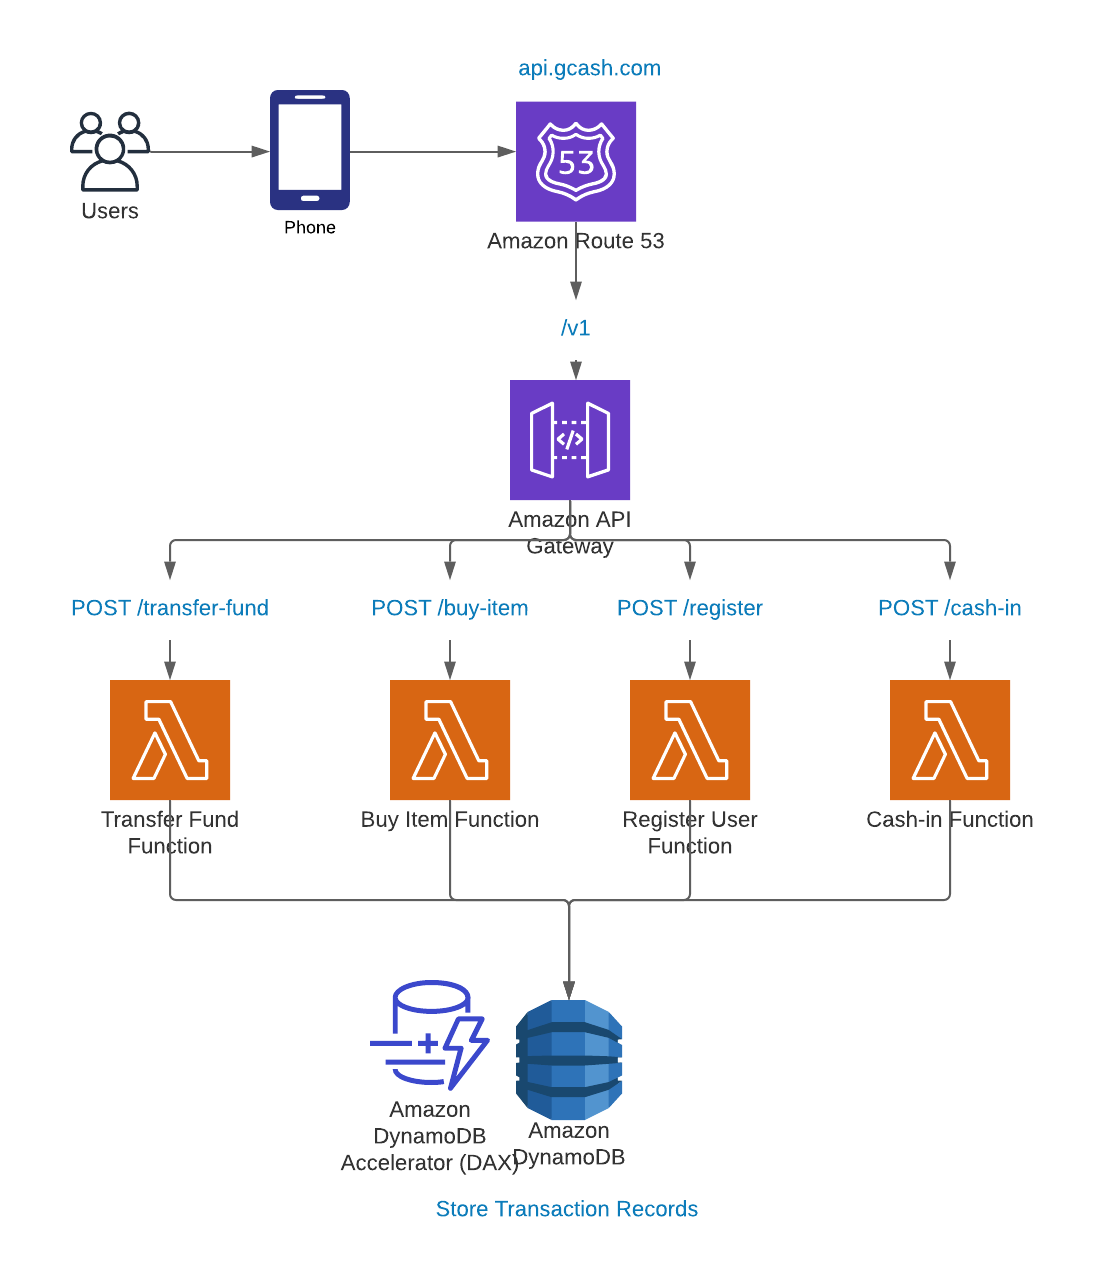 api.gcash.com
53
Users
Phone
Amazon Route 53
/v1
Amazon API
Gateway
POST /transfer-fund
POST /buy-item
POST /register
POST /cash-in
Transfer Fund
Function
Buy Item Function
Register User
Function
Cash-in Function
Amazon
DynamoDB
Accelerator (DAX)
Amazon
DynamoDB
Store Transaction Records